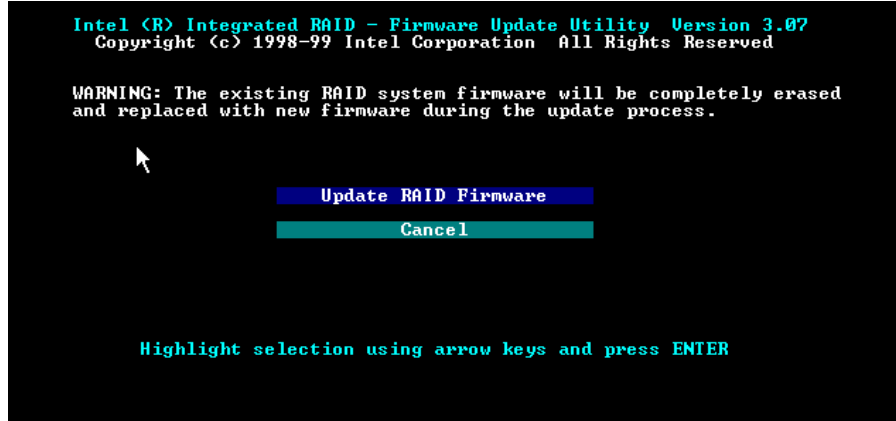 Intel (R) Integrated RAID - Firmware Update Utility Version 3.07
Copyright (c) 1998-99 Intel Corporation All Rights Reserved
WARNING: The existing RAID system firmware will be completely erased
and replaced with new firmware during the update process.
Update RAID Firmware
Cancel
Highlight selection using arrow keys and press ENTER